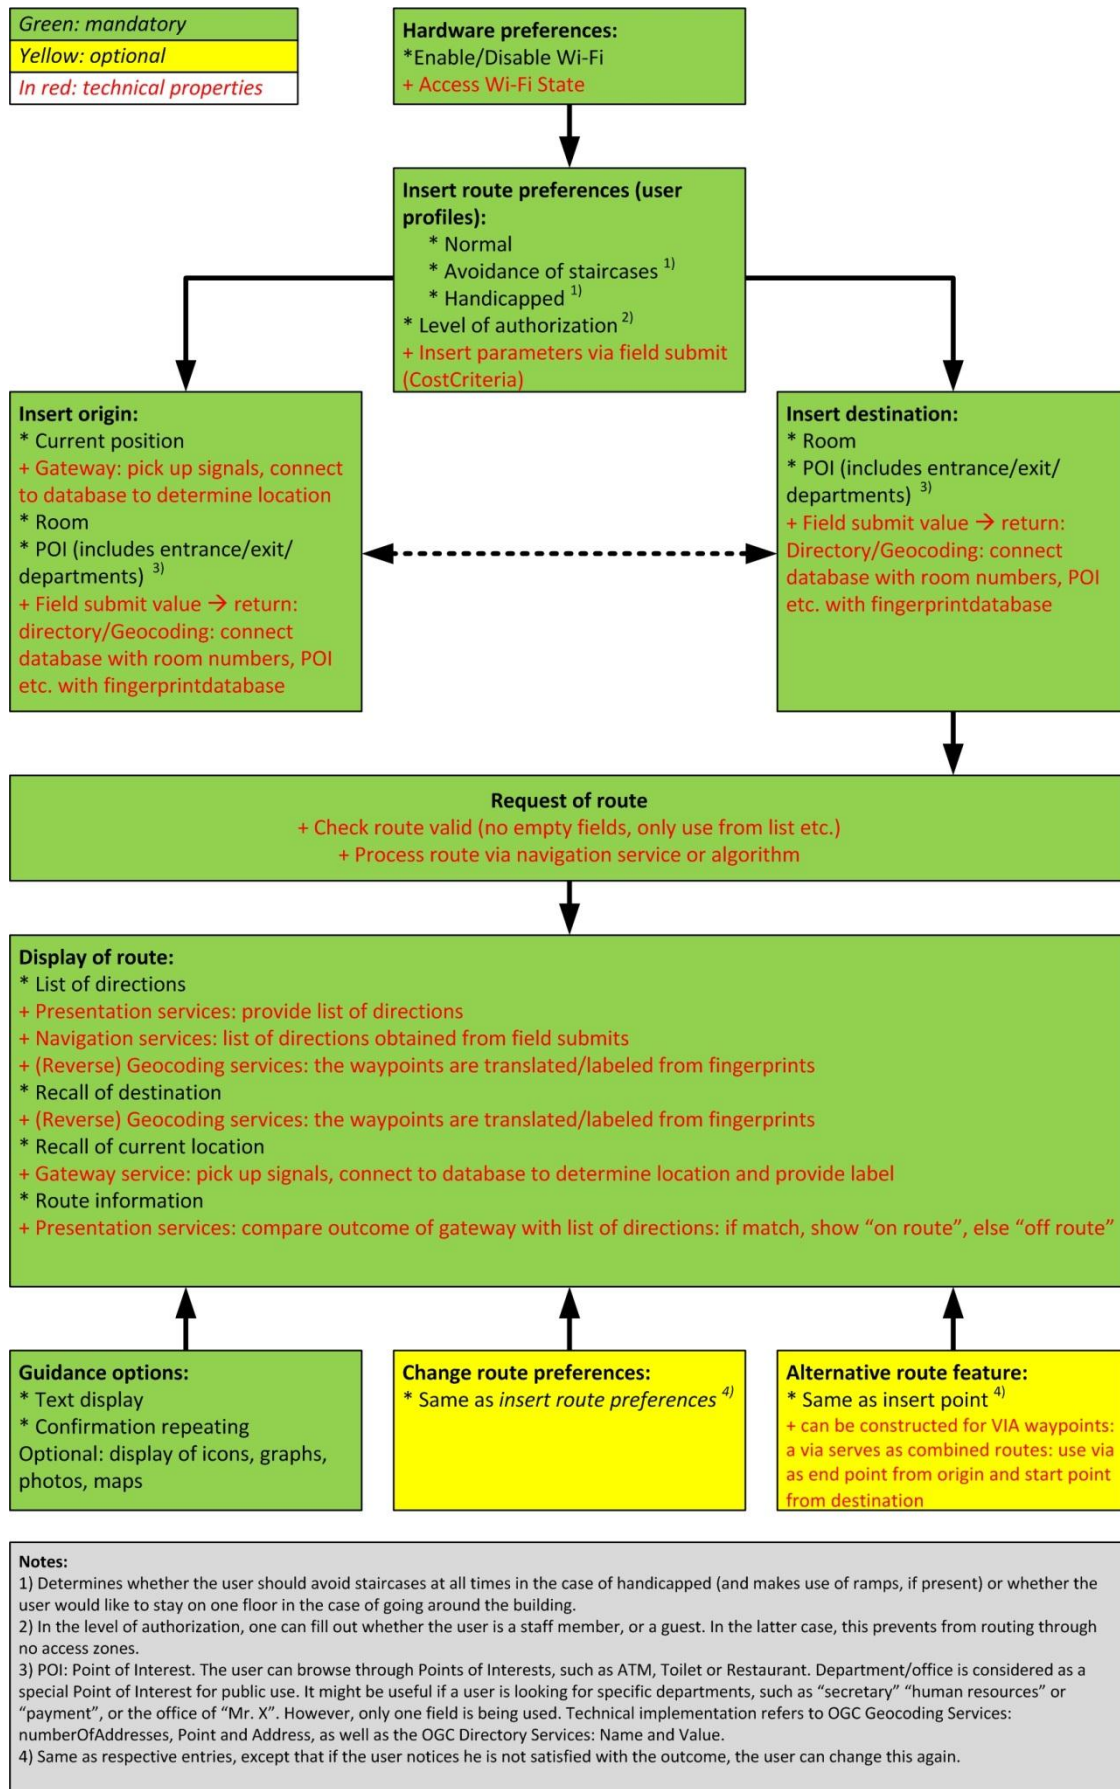 Green: mandatory
Yellow: optional
In red: technical properties
Hardware preferences:
*Enable/Disable Wi-Fi
+ Access Wi-Fi State
Insert route preferences (user
profiles):
* Normal
* Avoidance of staircases 1)
* Handicapped 1)
* Level of authorization 2)
+ Insert parameters via field submit
(CostCriteria)
Insert origin:
* Current position
+ Gateway: pick up signals, connect
to database to determine location
* Room
* POI (includes entrance/exit/
departments) 3)
+ Field submit value → return:
directory/Geocoding: connect
database with room numbers, POI
etc. with fingerprintdatabase
Insert destination:
* Room
* POI (includes entrance/exit/
departments) 3)
+ Field submit value → return:
Directory/Geocoding: connect
database with room numbers, POI
etc. with fingerprintdatabase
Request of route
+ Check route valid (no empty fields, only use from list etc.)
+ Process route via navigation service or algorithm
Display of route:
* List of directions
+ Presentation services: provide list of directions
+ Navigation services: list of directions obtained from field submits
+ (Reverse) Geocoding services: the waypoints are translated/labeled from fingerprints
* Recall of destination
+ (Reverse) Geocoding services: the waypoints are translated/labeled from fingerprints
* Recall of current location
+ Gateway service: pick up signals, connect to database to determine location and provide label
* Route information
+ Presentation services: compare outcome of gateway with list of directions: if match, show “on route”, else “off route”
Guidance options:
* Text display
* Confirmation repeating
Optional: display of icons, graphs,
photos, maps
Change route preferences:
* Same as insert route preferences 4)
Alternative route feature:
* Same as insert point 4)
+ can be constructed for VIA waypoints:
a via serves as combined routes: use via
as end point from origin and start point
from destination
Notes:
1) Determines whether the user should avoid staircases at all times in the case of handicapped (and makes use of ramps, if present) or whether the
user would like to stay on one floor in the case of going around the building.
2) In the level of authorization, one can fill out whether the user is a staff member, or a guest. In the latter case, this prevents from routing through
no access zones.
3) POI: Point of Interest. The user can browse through Points of Interests, such as ATM, Toilet or Restaurant. Department/office is considered as a
special Point of Interest for public use. It might be useful if a user is looking for specific departments, such as “secretary” “human resources” or
“payment”, or the office of “Mr. X”. However, only one field is being used. Technical implementation refers to OGC Geocoding Services:
numberOfAddresses, Point and Address, as well as the OGC Directory Services: Name and Value.
4) Same as respective entries, except that if the user notices he is not satisfied with the outcome, the user can change this again.